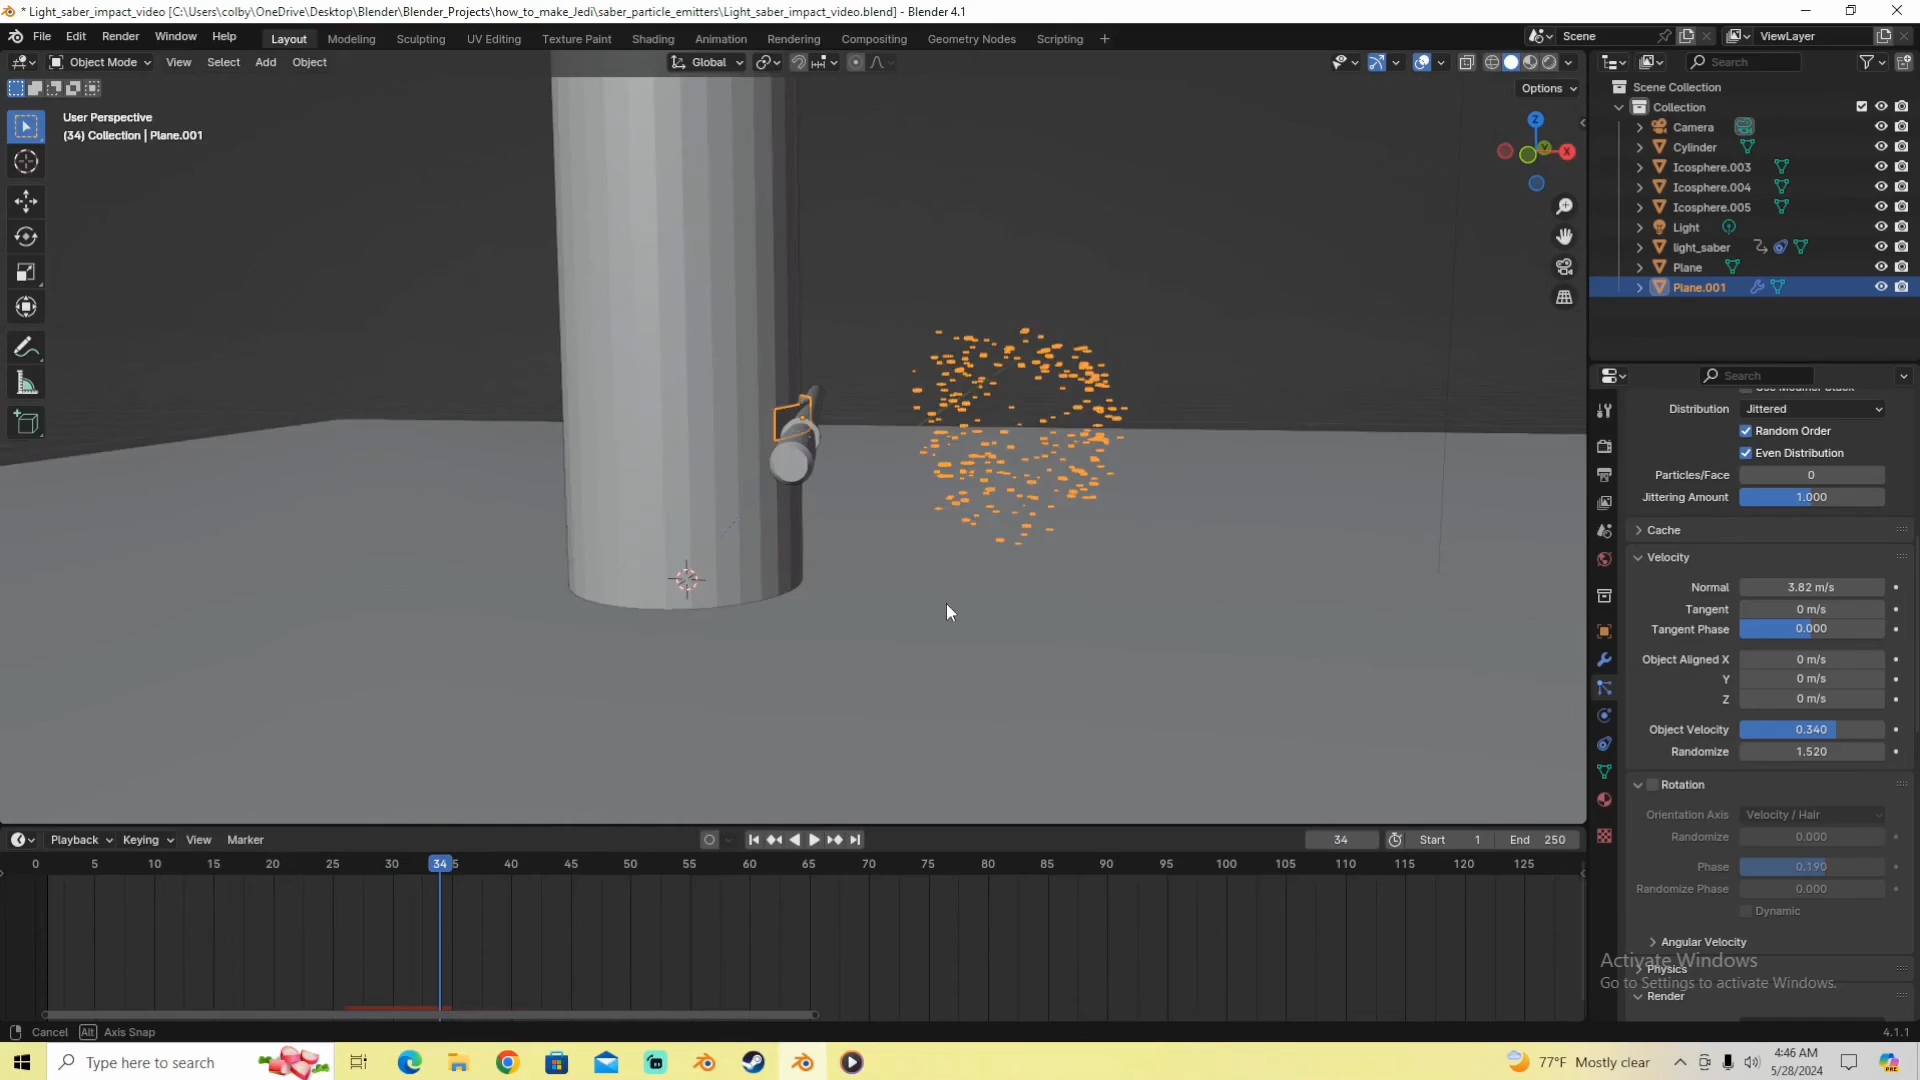 * Light_saber_impact_video [C:\Users\colby\OneDrive\Desktop\Blender\Blender_Projects\how_to_make_Jedi\saber_particle_emitters\Light_saber_impact_video.blend] - Blender 4.1
File Edit Render Window Help Layout Modeling Sculpting UV Editing Texture Paint Shading Animation Rendering Compositing Geometry Nodes Scripting + Scene ViewLayer
Object Mode View Select Add Object Global Search
Options
User Perspective
(34) Collection | Plane.001
Z
Y
X
Scene Collection
Collection
Camera
Cylinder
Icosphere.003
Icosphere.004
Icosphere.005
Light
light_saber
Plane
Plane.001
Search
Use Modifier Stack
Distribution Jittered
Random Order
Even Distribution
Particles/Face 0
Jittering Amount 1.000
Cache
Velocity
Normal 3.82 m/s
Tangent 0 m/s
Tangent Phase 0.000
Object Aligned X 0 m/s
Y 0 m/s
Z 0 m/s
Object Velocity 0.340
Randomize 1.520
Rotation
Orientation Axis Velocity / Hair
Randomize 0.000
Phase 0.190
Randomize Phase 0.000
Dynamic
Angular Velocity
Physics
Render
Activate Windows
Go to Settings to activate Windows.
Playback Keying View Marker 34 Start 1 End 250
0 5 10 15 20 25 30 34 5 40 45 50 55 60 65 70 75 80 85 90 95 100 105 110 115 120 125
Cancel Alt Axis Snap 4.1.1
Type here to search 77°F Mostly clear 4:46 AM
5/28/2024
PRE